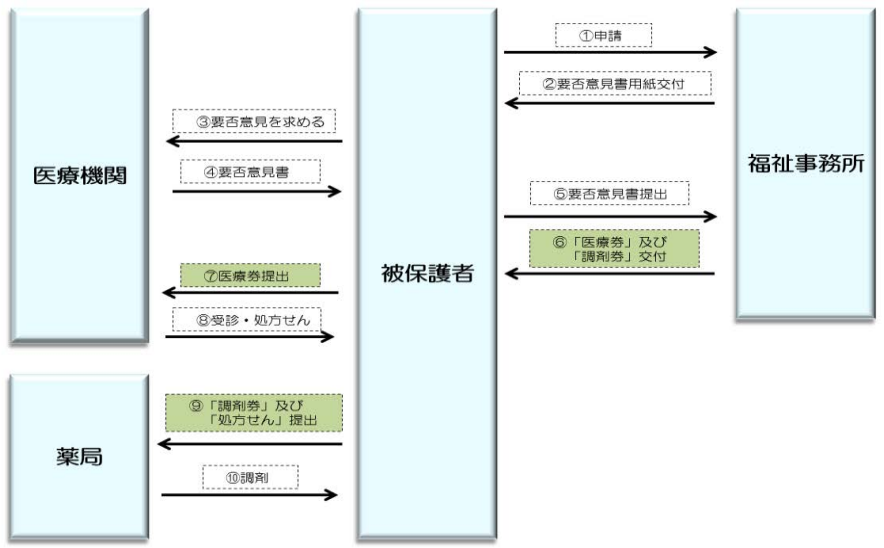 ①申請
②要否意見書用紙交付
③要否意見を求める
④要否意見書
⑤要否意見書提出
⑥「医療券」及び
「調剤券」交付
⑦医療券提出
⑧受診・処方せん
⑨「調剤券」及び
「処方せん」提出
⑩調剤
医療機関
被保護者
福祉事務所
薬局